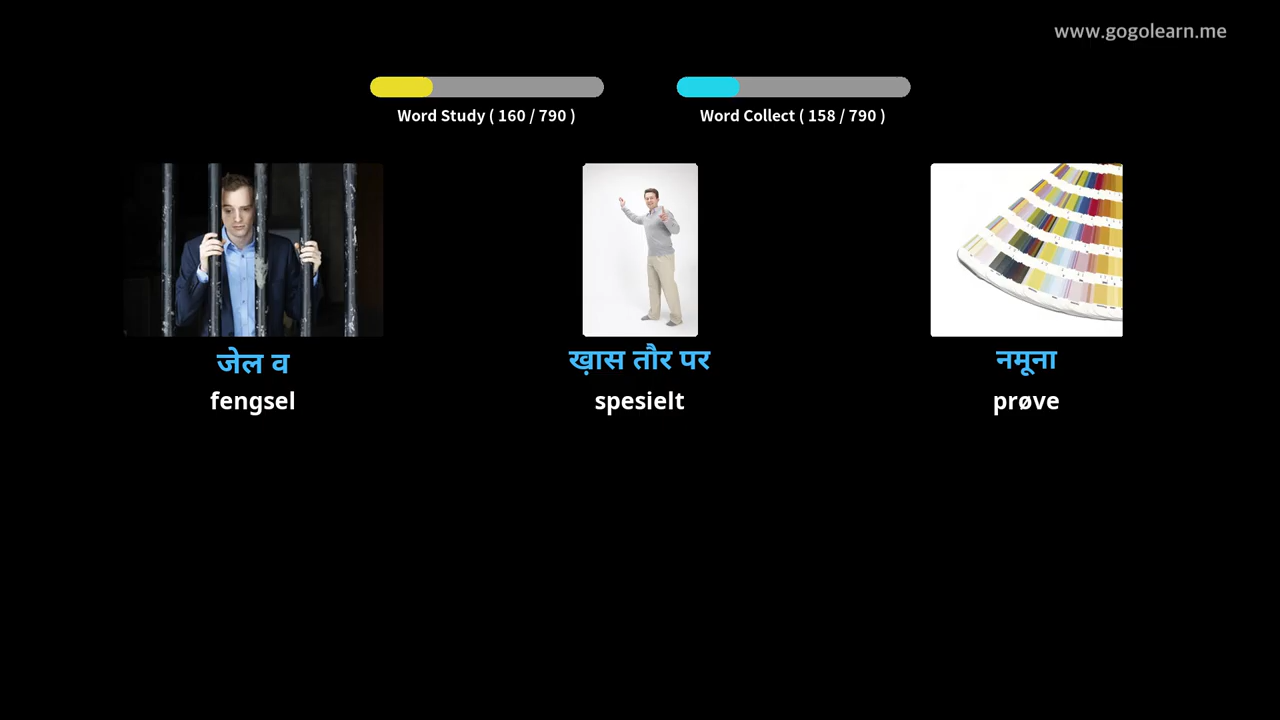 www.gogolearn.me
Word Study ( 160 / 790 )
Word Collect ( 158 / 790 )
जेल व
ख़ास तौर पर
नमूना
fengsel
spesielt
prøve